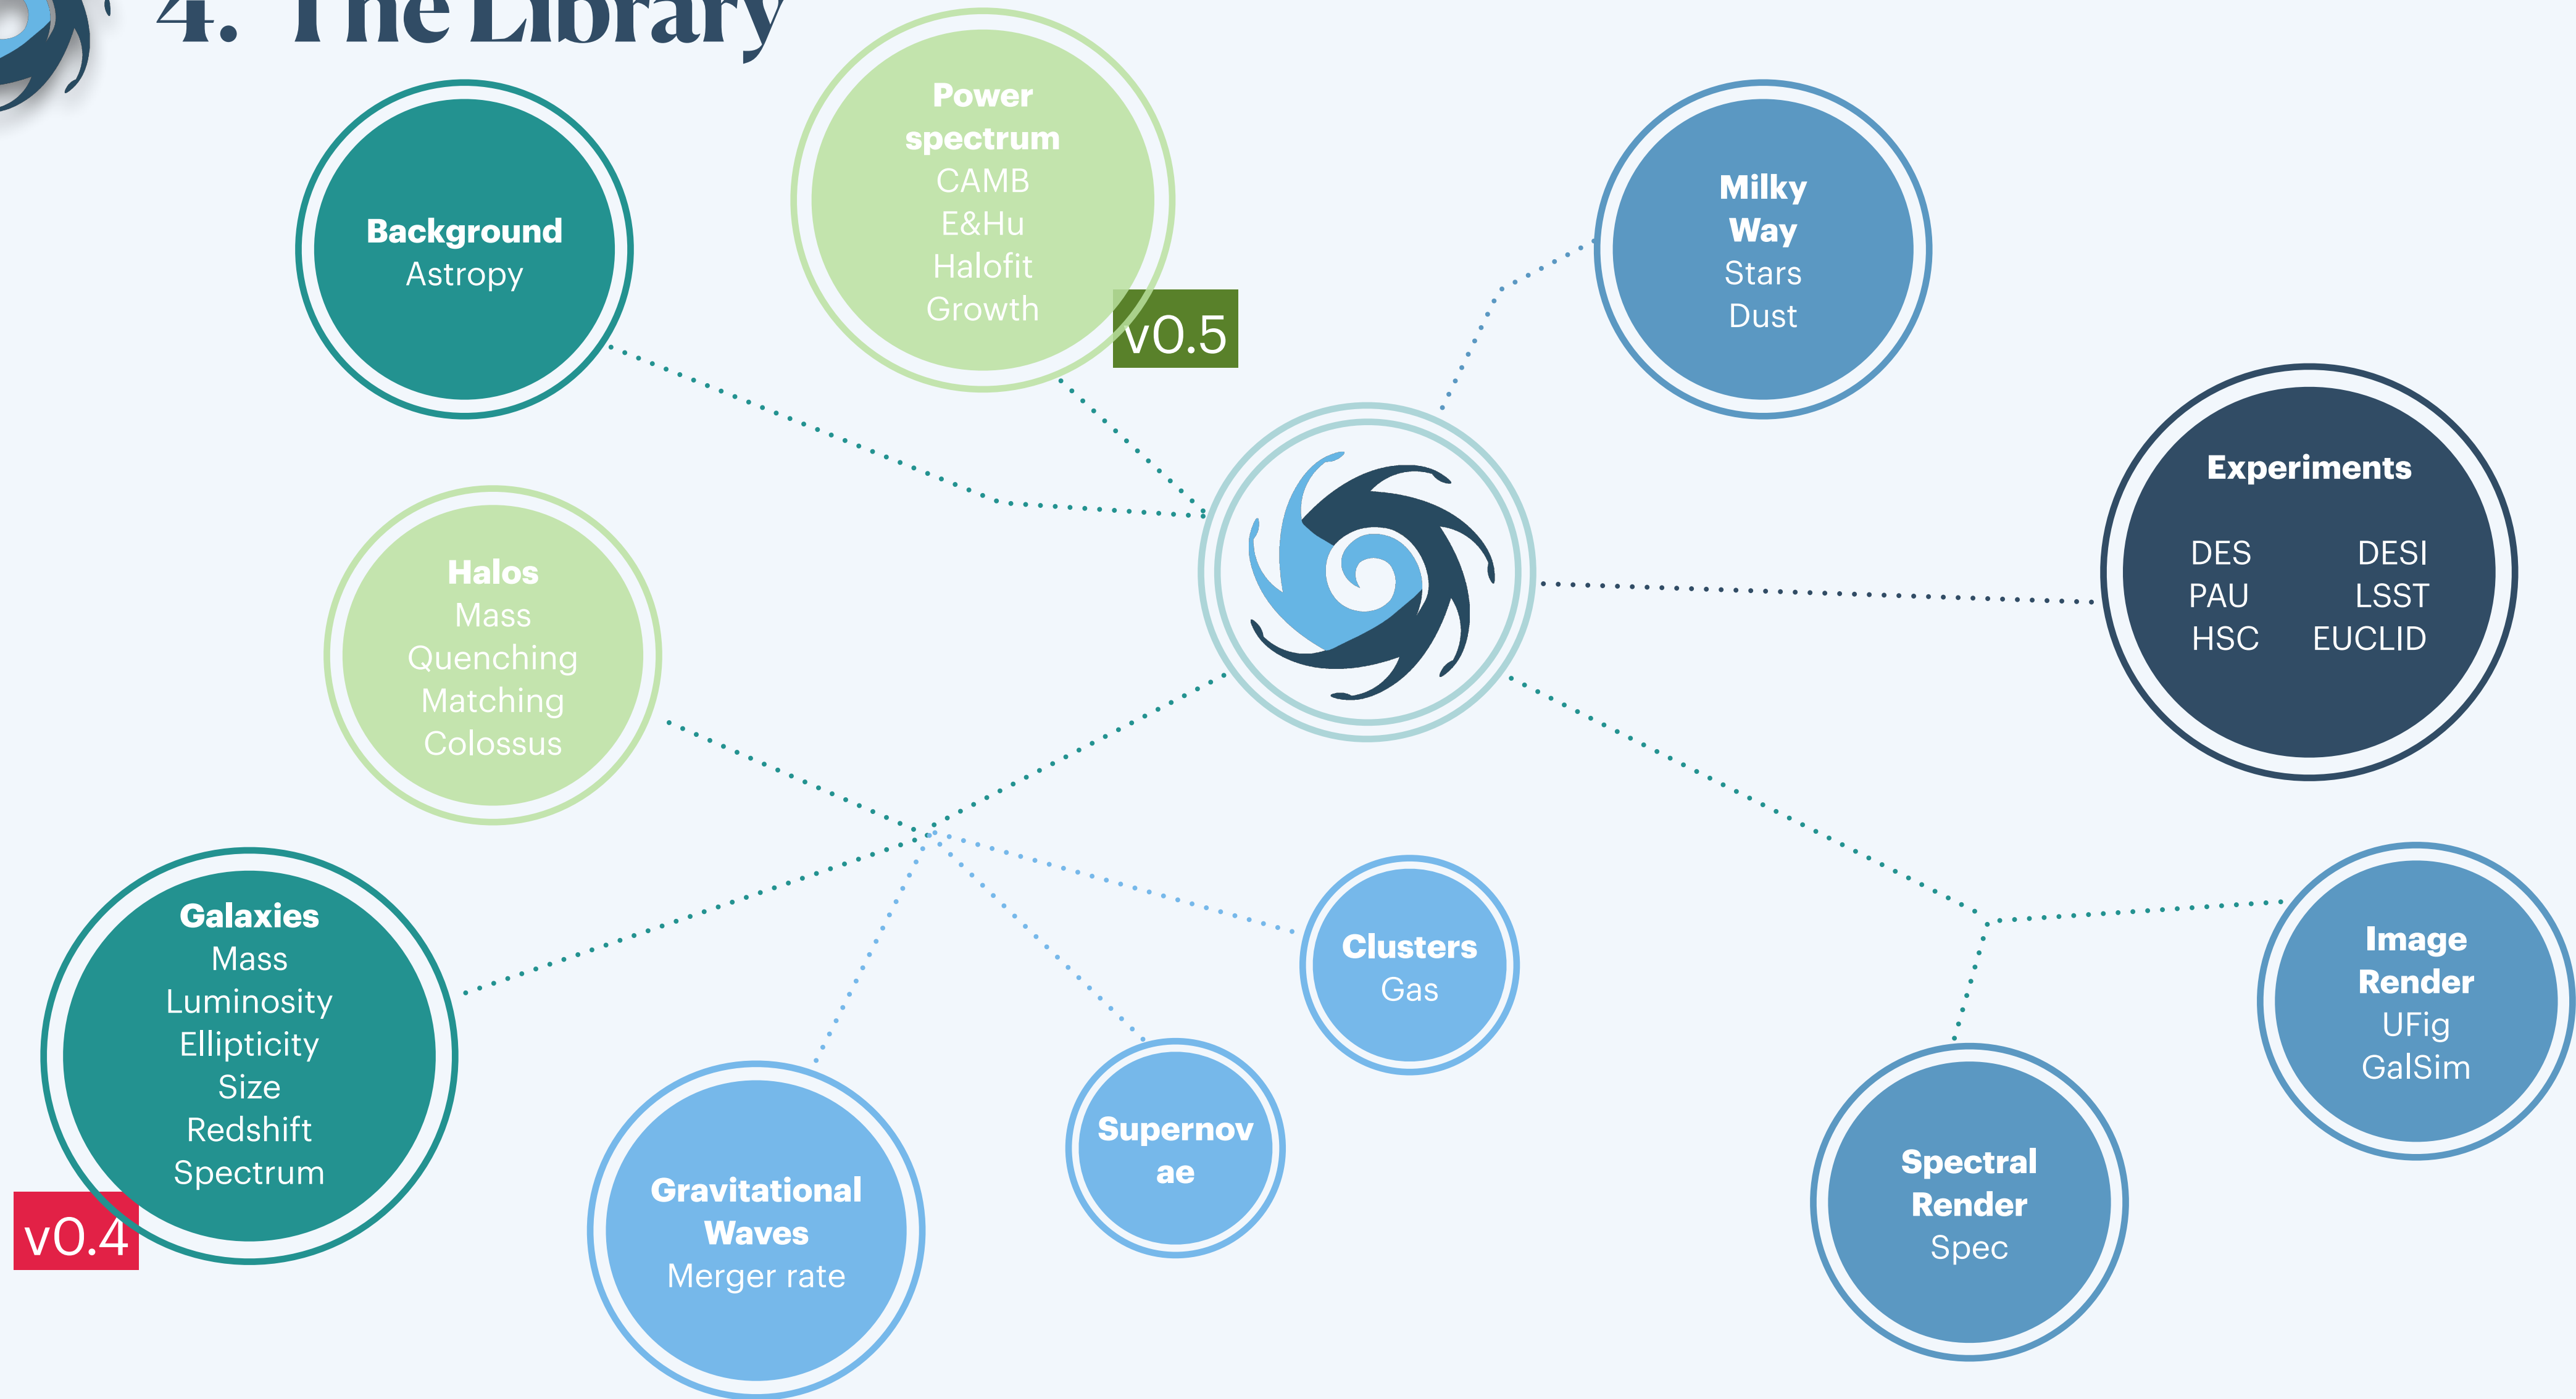 4. The Library
Power
spectrum
CAMB
E&Hu
Halofit
Growth
v0.5
Background
Astropy
Milky
Way
Stars
Dust
Experiments
DES DESI
PAU LSST
HSC EUCLID
Halos
Mass
Quenching
Matching
Colossus
Galaxies
Mass
Luminosity
Ellipticity
Size
Redshift
Spectrum
v0.4
Gravitational
Waves
Merger rate
Supernov
ae
Clusters
Gas
Spectral
Render
Spec
Image
Render
UFig
GalSim